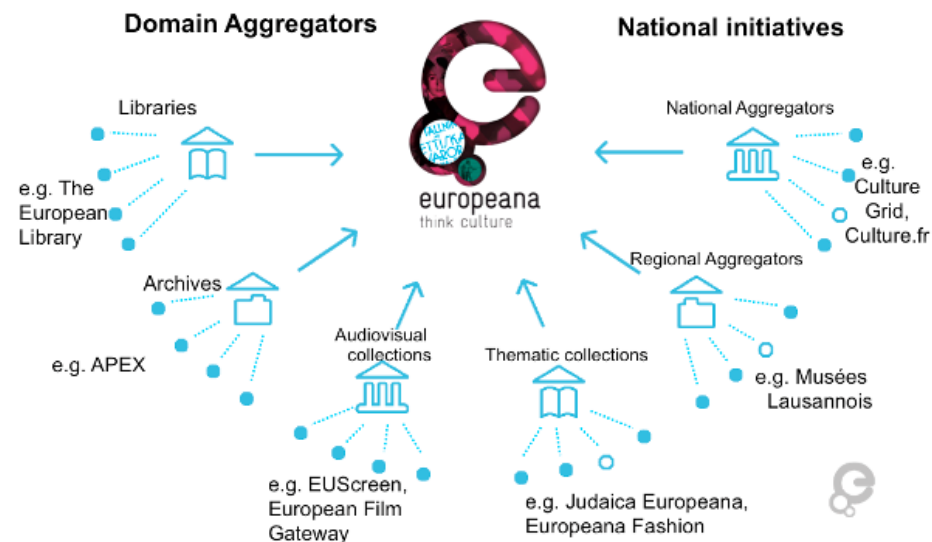 Domain Aggregators
National initiatives
Libraries
e.g. The
European
Library
Archives
e.g. APEX
Audiovisual
collections
e.g. EUScreen,
European Film
Gateway
europeana
think culture
Thematic collections
e.g. Judaica Europeana,
Europeana Fashion
National Aggregators
e.g.
Culture
Grid,
Culture.fr
Regional Aggregators
e.g. Musées
Lausannois